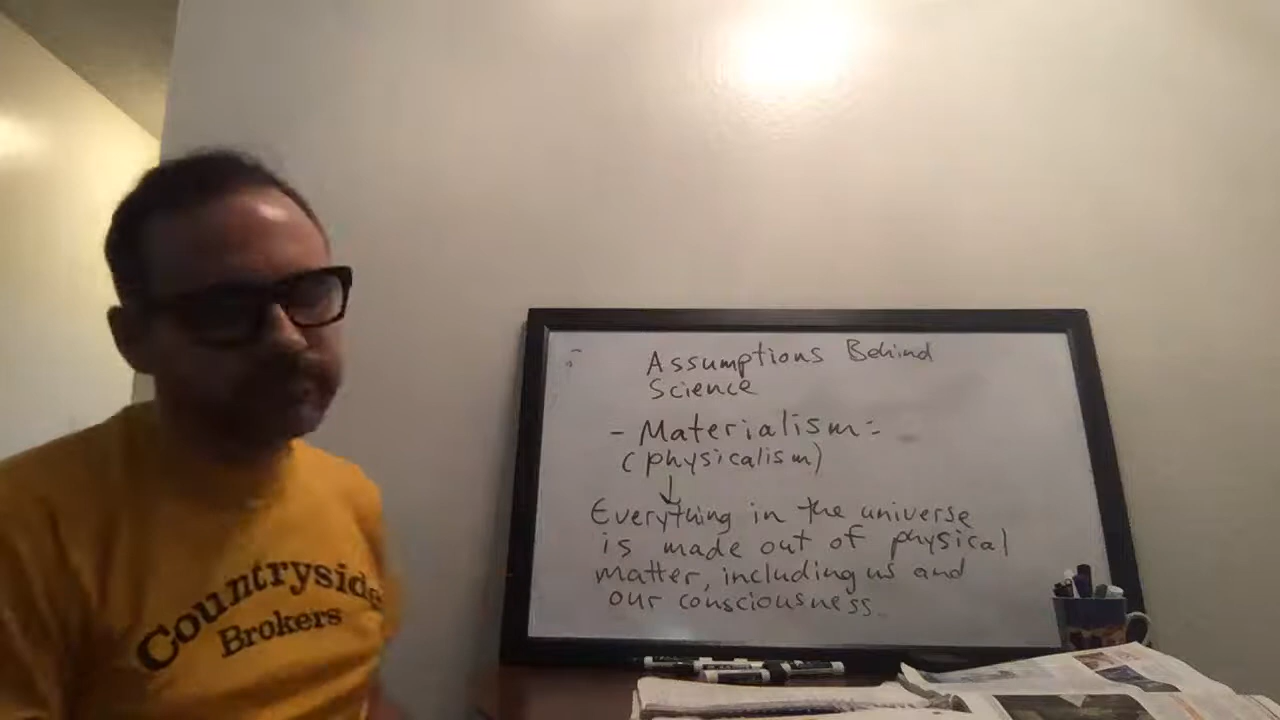 Countryside
Brokers
Assumptions Behind
Science
- Materialism=
(physicalism)
Everything in the universe
is made out of physical
matter, including us and
our consciousness.